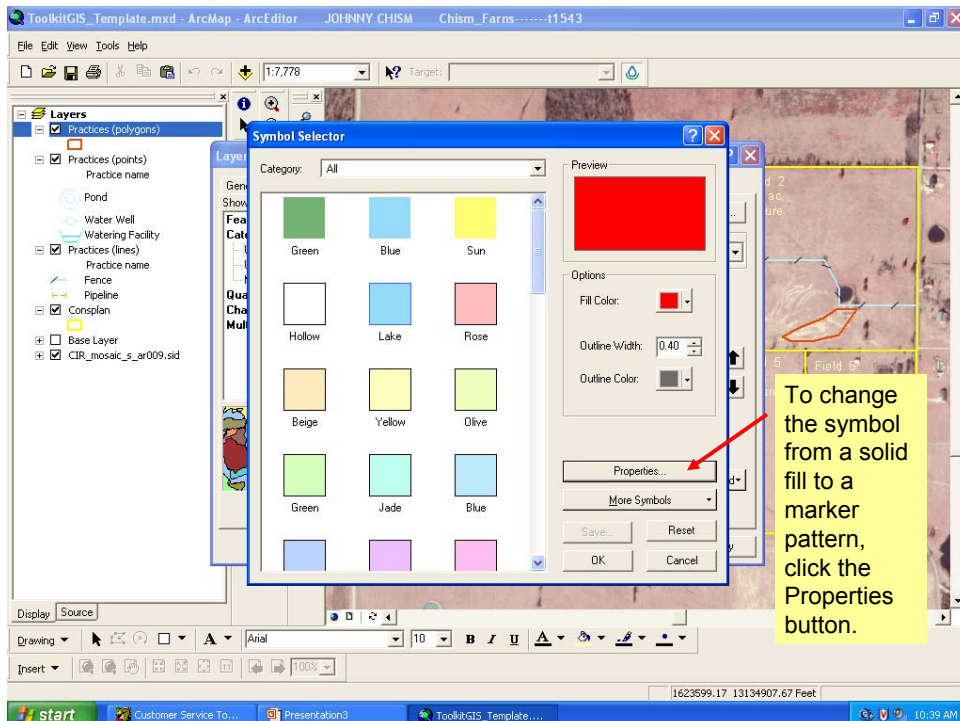 ToolkitGIS_Template.mxd - ArcMap - ArcEditor JOHNNY CHISM Chism_Farns-------t1543
File Edit View Tools Help
1:7,778
Target:
Layers
Practices (polygons)
Practices (points)
Practice name
Pond
Water Well
Watering Facility
Practices (lines)
Practice name
Fence
Pipeline
Consplan
Base Layer
CIR_mosaic_s_ar009.sid
Display Source
Symbol Selector
Category: All
Green Blue Sun
Hollow Lake Rose
Beige Yellow Olive
Green Jade Blue
Preview
Options
Fill Color:
Outline Width: 0.40
Outline Color:
Properties...
More Symbols
Save... Reset
OK Cancel
Field 6
To change
the symbol
from a solid
fill to a
marker
pattern,
click the
Properties
button.
Drawing A Arial 10 B I U A
Insert 100%
1623599.17 13134907.67 Feet
start Customer Service To... Presentation3 ToolkitGIS_Template.... 10:39 AM